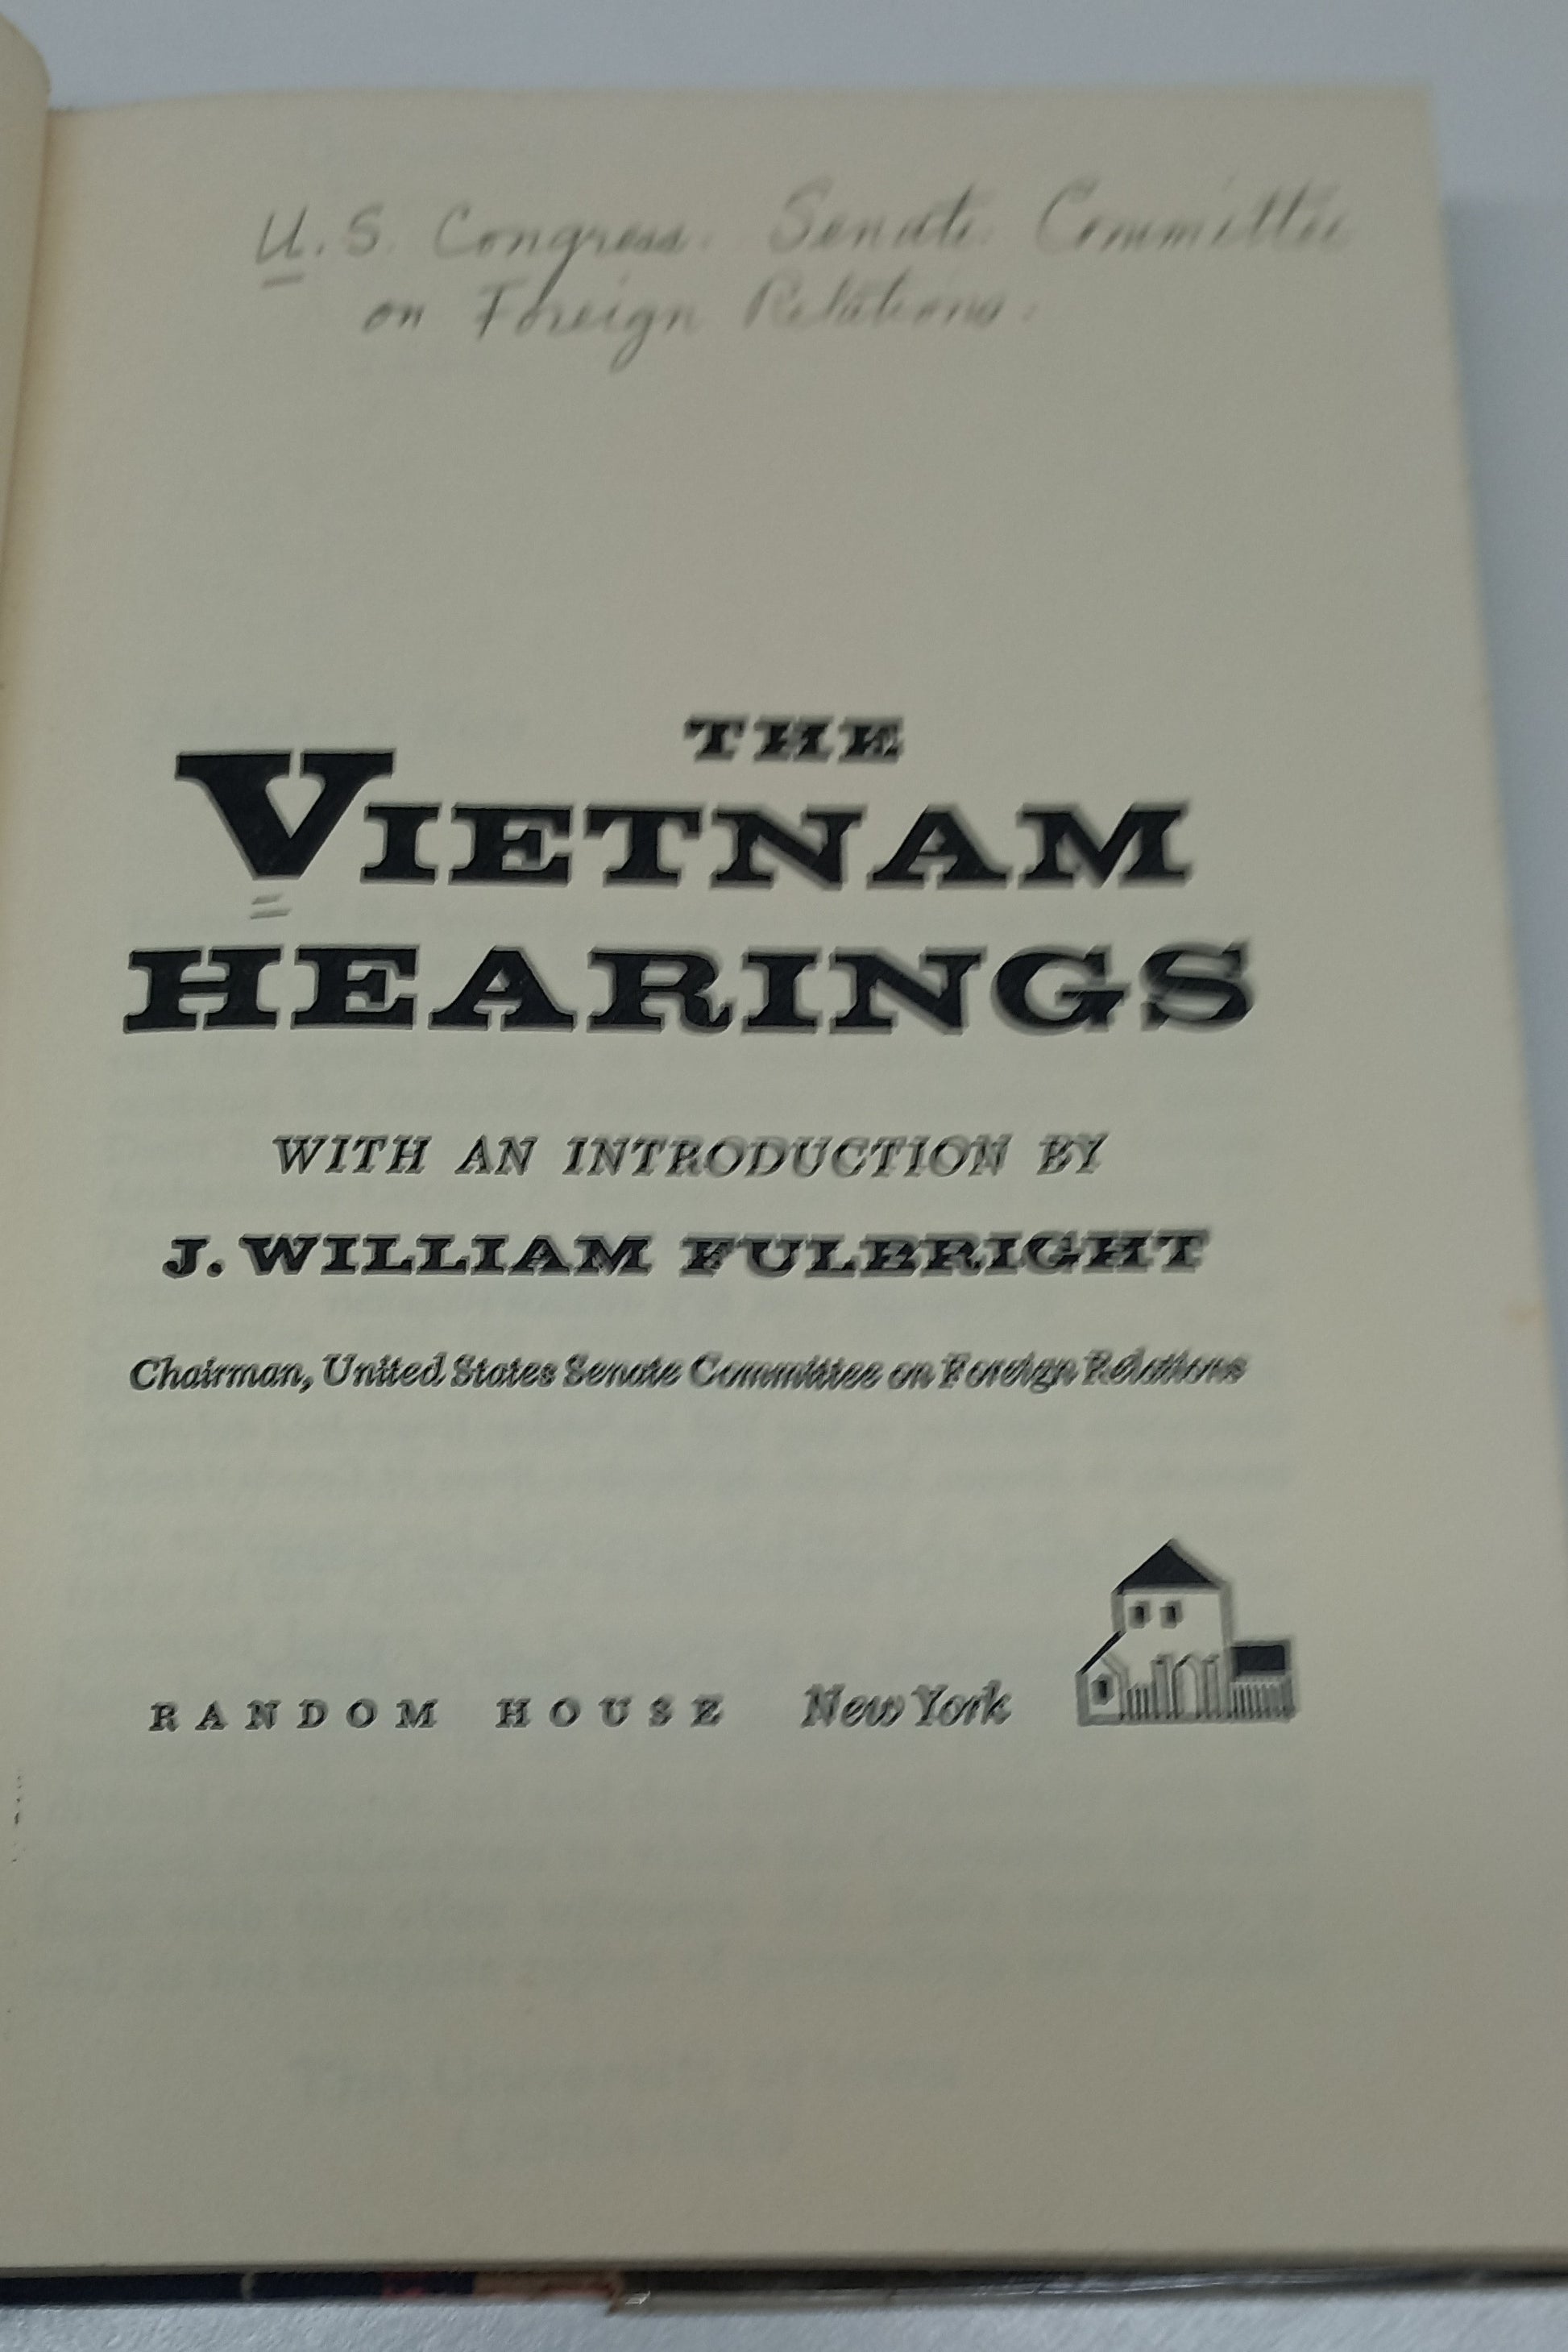 U.S. Congress. Senate. Committee
on Foreign Relations.
THE
VIETNAM
HEARINGS
WITH AN INTRODUCTION BY
J. WILLIAM FULBRIGHT
Chairman, United States Senate Committee on Foreign Relations
RANDOM HOUSE New York